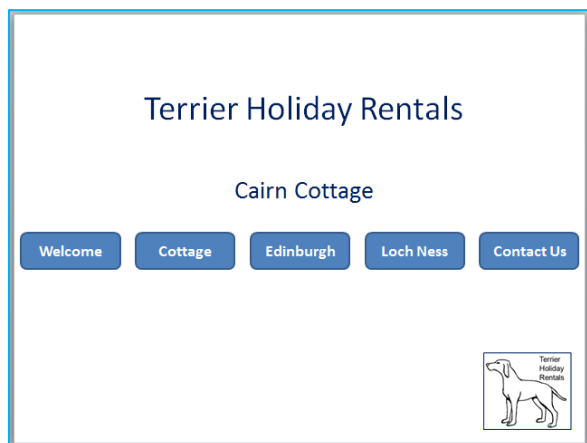 Terrier Holiday Rentals
Cairn Cottage
Welcome
Cottage
Edinburgh
Loch Ness
Contact Us
Terrier
Holiday
Rentals